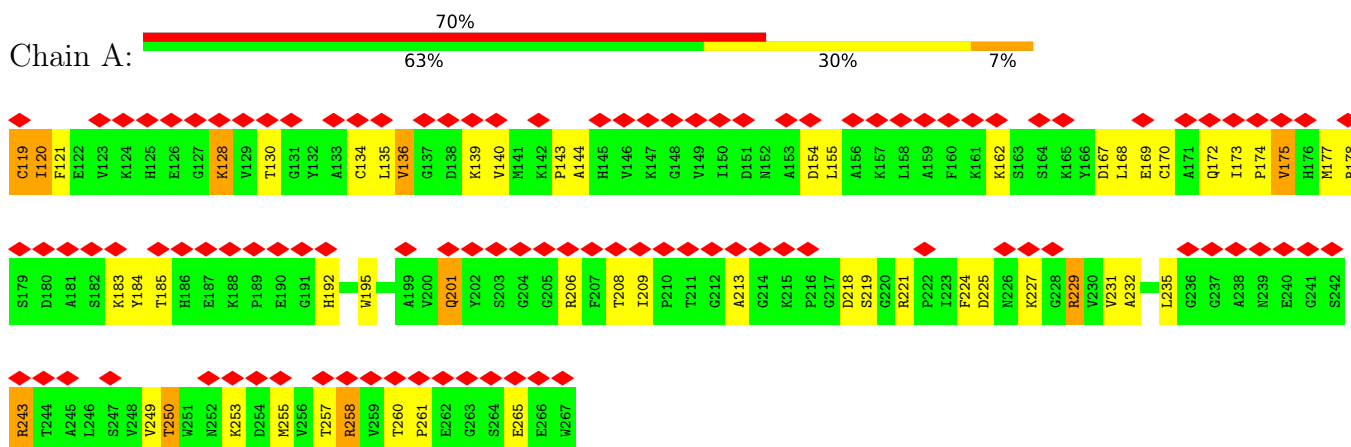 70%
Chain A:
63% 30% 7%
C119 I120 F121 E122 V123 K124 H125 E126 G127 K128 V129 T130 G131 Y132 A133 C134 L135 V136 G137 D138 K139 V140 M141 K142 P143 A144 H145 V146 K147 G148 V149 I150 D151 N152 A153 D154 L155 A156 K157 L158 A159 F160 K161 K162 S163 S164 K165 Y166 D167 L168 E169 C170 A171 Q172 I173 P174 V175 H176 M177 R178
S179 D180 A181 S182 K183 Y184 T185 H186 E187 K188 P189 E190 G191 H192 W195 A199 V200 Q201 Y202 S203 G204 G205 R206 F207 T208 I209 P210 T211 G212 A213 G214 K215 P216 G217 D218 S219 G220 R221 P222 I223 F224 D225 N226 K227 G228 R229 V230 V231 A232 L235 G236 G237 A238 N239 E240 G241 S242
R243 T244 A245 L246 S247 V248 V249 T250 W251 N252 K253 D254 M255 V256 T257 R258 V259 T260 P261 E262 G263 S264 E265 E266 W267